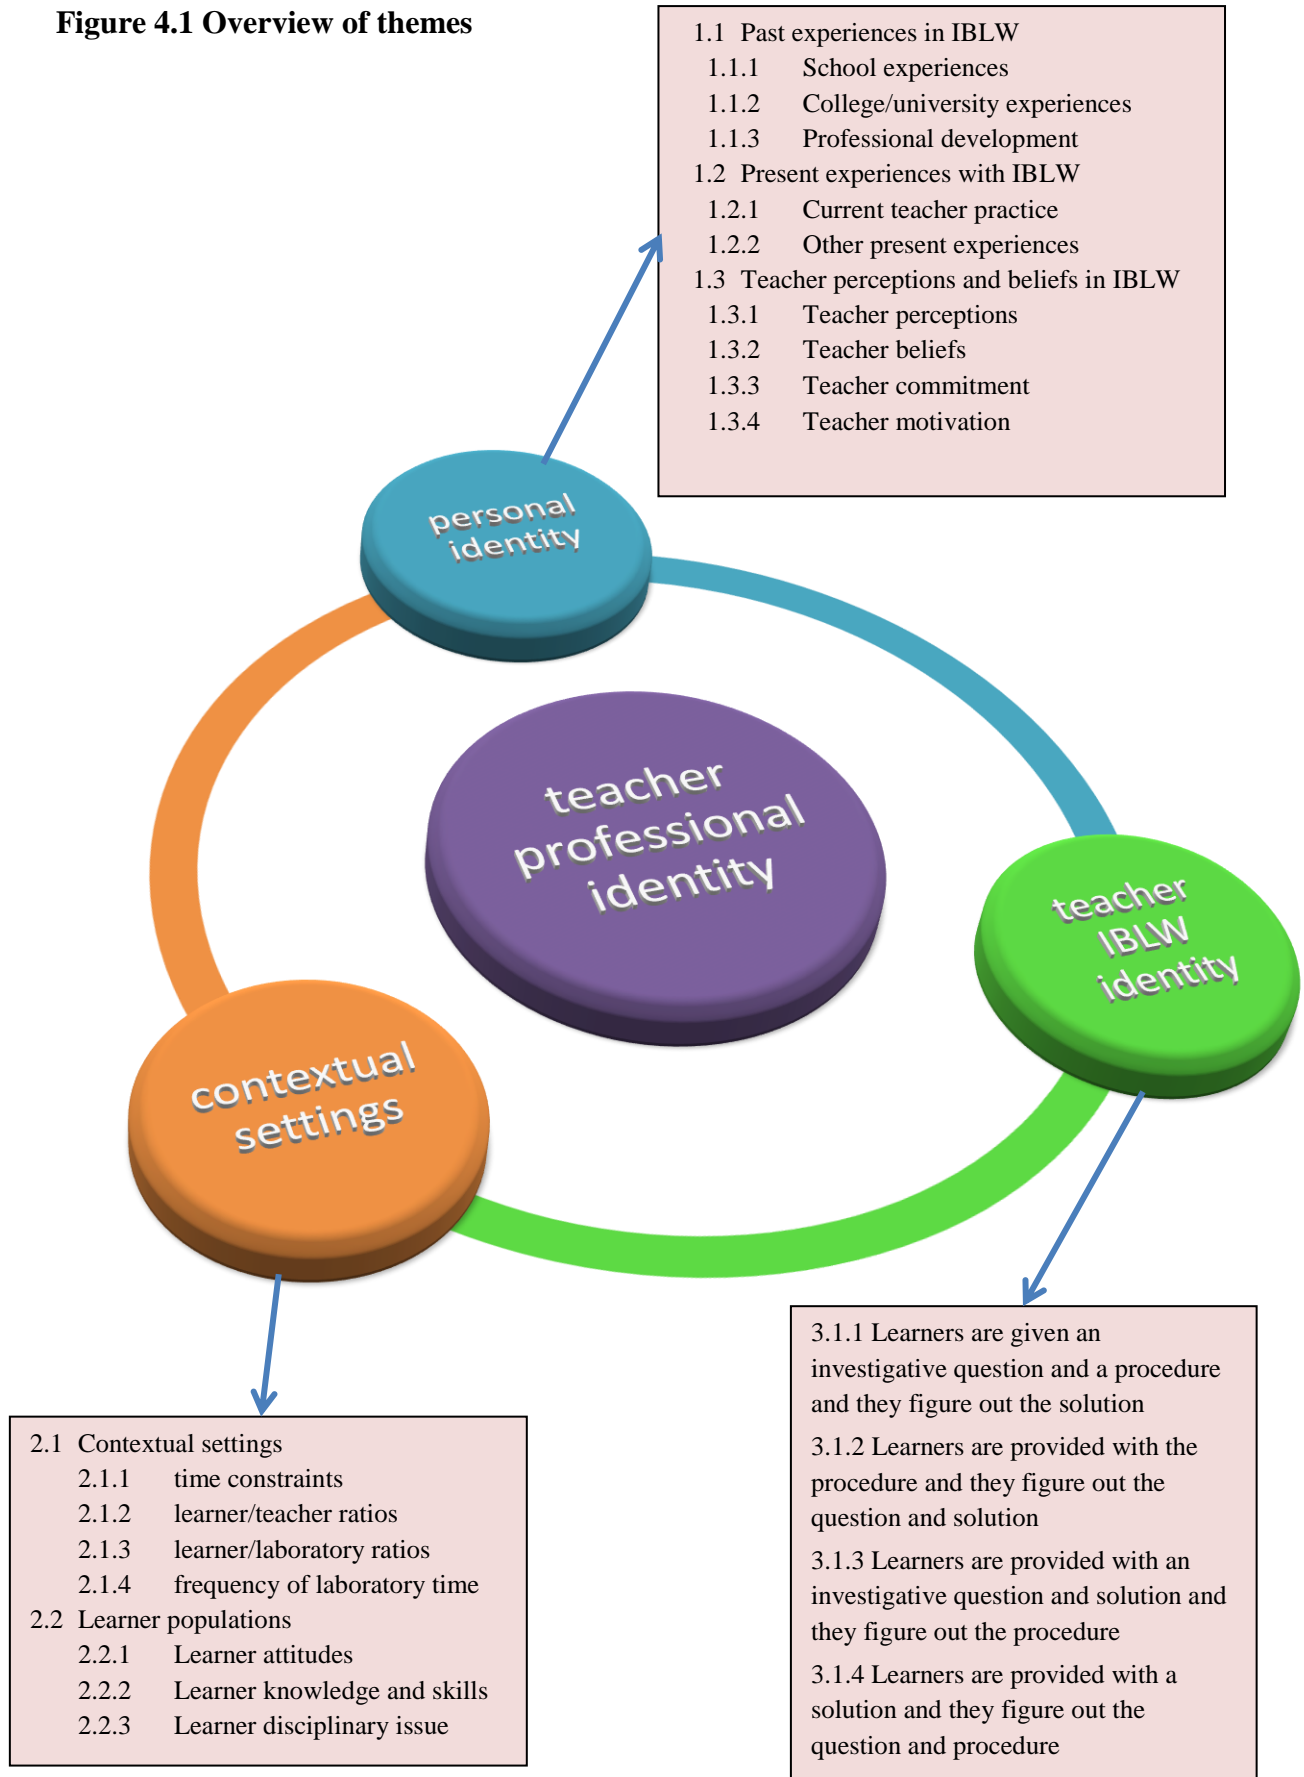 Figure 4.1 Overview of themes
1.1 Past experiences in IBLW
1.1.1 School experiences
1.1.2 College/university experiences
1.1.3 Professional development
1.2 Present experiences with IBLW
1.2.1 Current teacher practice
1.2.2 Other present experiences
1.3 Teacher perceptions and beliefs in IBLW
1.3.1 Teacher perceptions
1.3.2 Teacher beliefs
1.3.3 Teacher commitment
1.3.4 Teacher motivation
personal
identity
teacher
professional
identity
teacher
IBLW
identity
contextual
settings
2.1 Contextual settings
2.1.1 time constraints
2.1.2 learner/teacher ratios
2.1.3 learner/laboratory ratios
2.1.4 frequency of laboratory time
2.2 Learner populations
2.2.1 Learner attitudes
2.2.2 Learner knowledge and skills
2.2.3 Learner disciplinary issue
3.1.1 Learners are given an
investigative question and a procedure
and they figure out the solution
3.1.2 Learners are provided with the
procedure and they figure out the
question and solution
3.1.3 Learners are provided with an
investigative question and solution and
they figure out the procedure
3.1.4 Learners are provided with a
solution and they figure out the
question and procedure